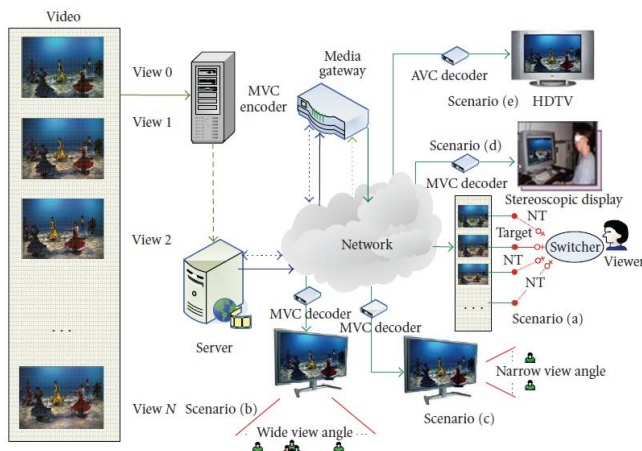 Video
View 0
View 1
View 2
. . .
View N
MVC
encoder
Server
Media
gateway
Network
AVC decoder
Scenario (e)
HDTV
Scenario (d)
MVC decoder
Stereoscopic display
NT
Target
NT
NT
Switcher
Viewer
. . .
Scenario (a)
MVC decoder
MVC decoder
Scenario (b)
Wide view angle
Scenario (c)
Narrow view angle